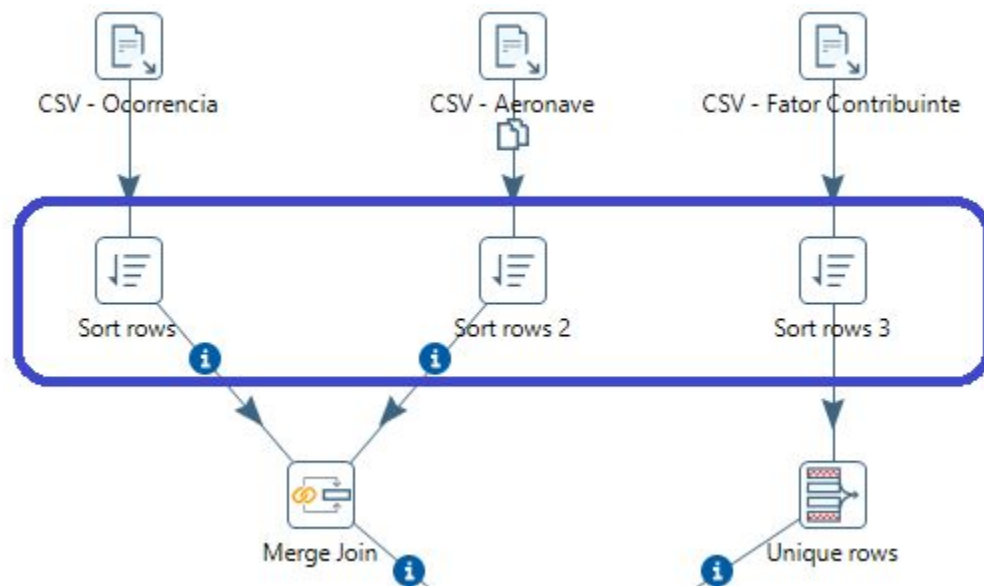 CSV - Ocorrencia
CSV - Aeronave
CSV - Fator Contribuinte
Sort rows
Sort rows 2
Sort rows 3
i
i
Merge Join
Unique rows
i
i